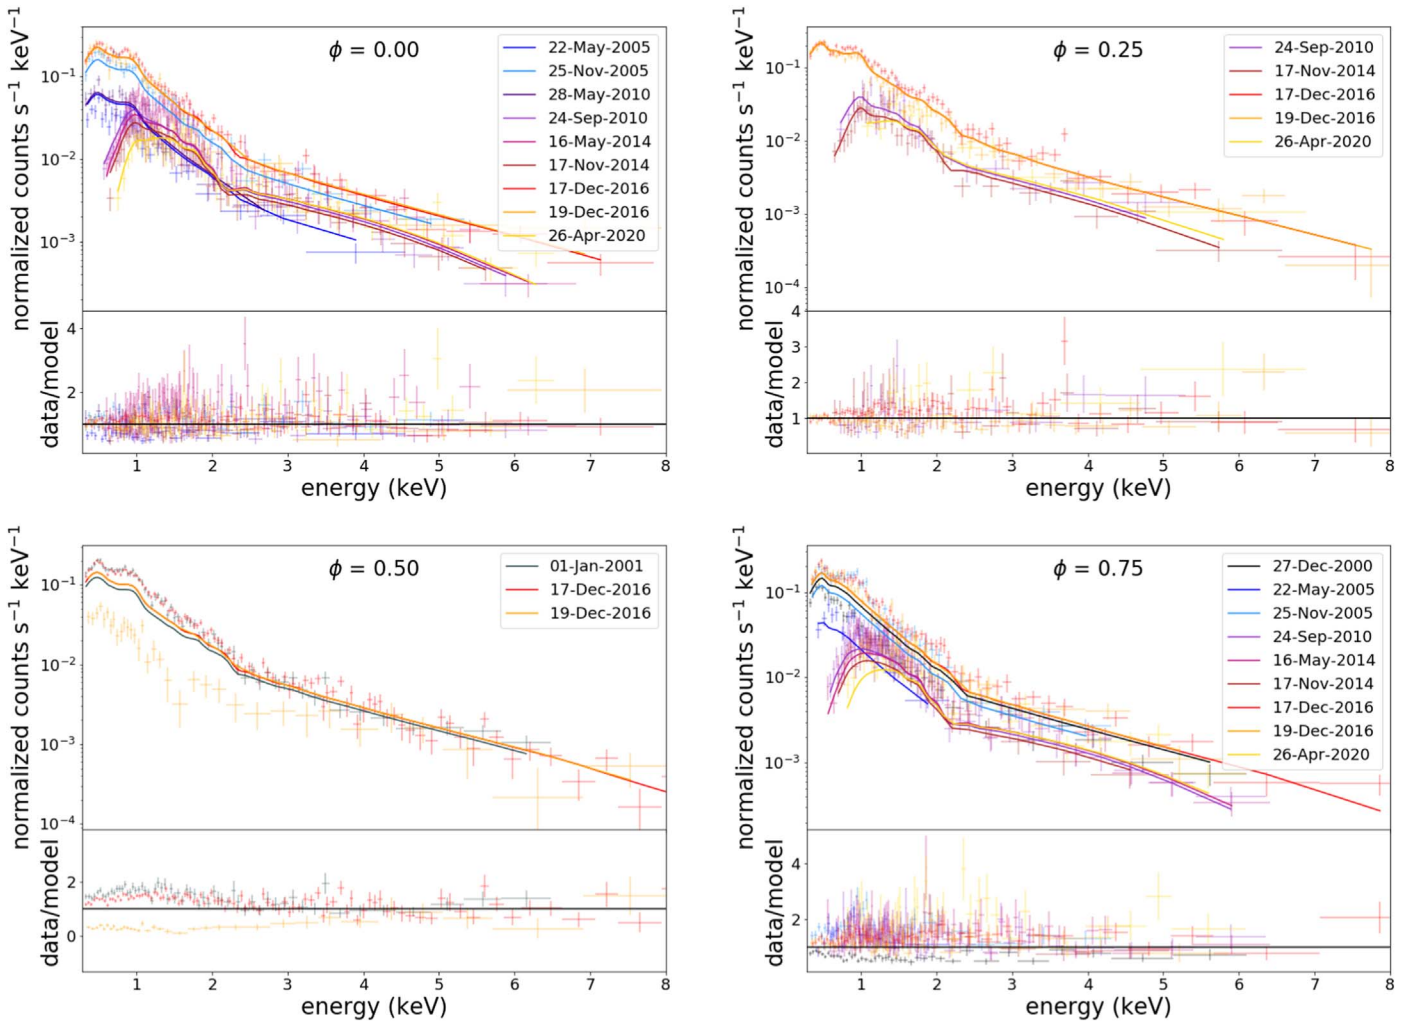 normalized counts s−1 keV−1
10−1
10−2
10−3
ϕ = 0.00
22-May-2005
25-Nov-2005
28-May-2010
24-Sep-2010
16-May-2014
17-Nov-2014
17-Dec-2016
19-Dec-2016
26-Apr-2020
data/model
4
2
1 2 3 4 5 6 7 8
energy (keV)
normalized counts s−1 keV−1
10−1
10−2
10−3
10−4
ϕ = 0.25
24-Sep-2010
17-Nov-2014
17-Dec-2016
19-Dec-2016
26-Apr-2020
data/model
4
3
2
1
1 2 3 4 5 6 7 8
energy (keV)
normalized counts s−1 keV−1
10−1
10−2
10−3
10−4
ϕ = 0.50
01-Jan-2001
17-Dec-2016
19-Dec-2016
data/model
2
0
1 2 3 4 5 6 7 8
energy (keV)
normalized counts s−1 keV−1
10−1
10−2
10−3
ϕ = 0.75
27-Dec-2000
22-May-2005
25-Nov-2005
24-Sep-2010
16-May-2014
17-Nov-2014
17-Dec-2016
19-Dec-2016
26-Apr-2020
data/model
4
2
1 2 3 4 5 6 7 8
energy (keV)